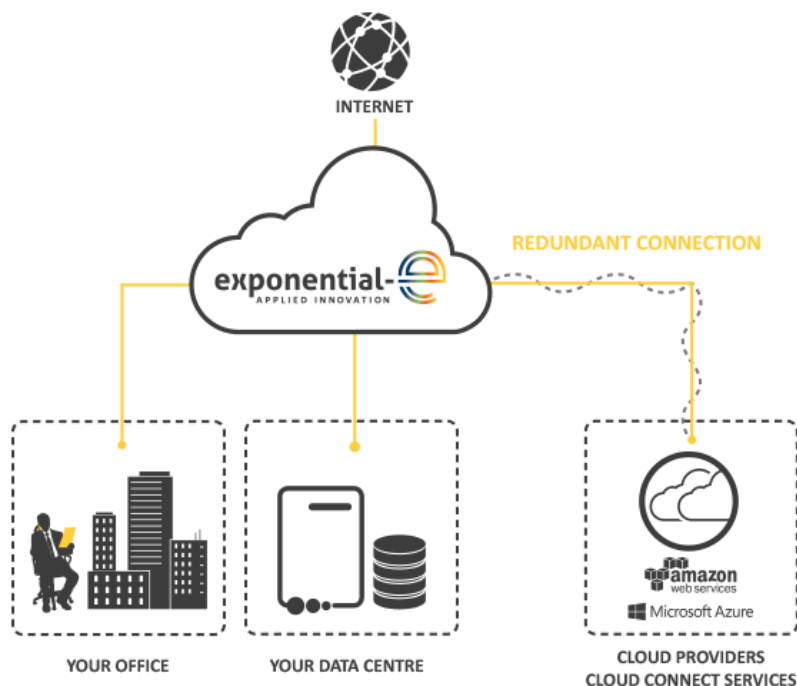 INTERNET
REDUNDANT CONNECTION
exponential-e
APPLIED INNOVATION
amazon
web services
Microsoft Azure
YOUR OFFICE
YOUR DATA CENTRE
CLOUD PROVIDERS
CLOUD CONNECT SERVICES